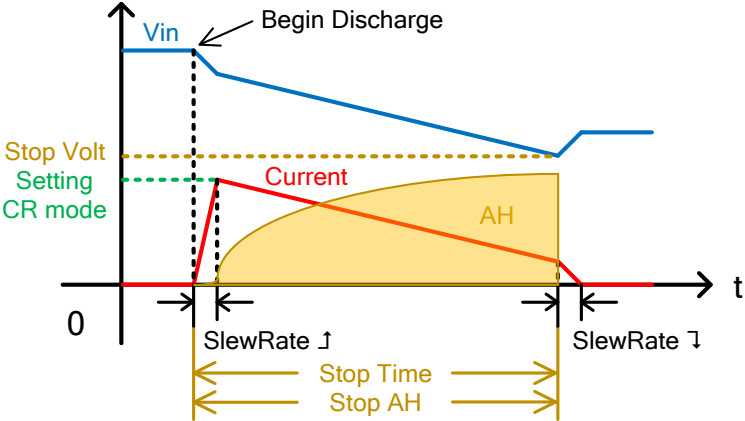 Begin Discharge
Vin
Stop Volt
Setting
CR mode
Current
AH
t
0
SlewRate
SlewRate
Stop Time
Stop AH